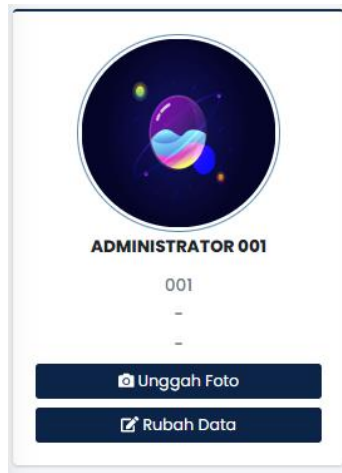 ADMINISTRATOR 001
001
-
-
Unggah Foto
Rubah Data